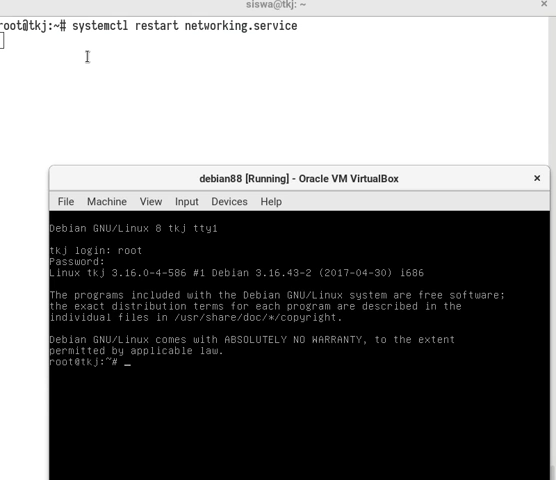 siswa@tkj: ~
root@tkj:~# systemctl restart networking.service
debian88 [Running] - Oracle VM VirtualBox
File Machine View Input Devices Help
Debian GNU/Linux 8 tkj tty1
tkj login: root
Password:
Linux tkj 3.16.0-4-586 #1 Debian 3.16.43-2 (2017-04-30) i686
The programs included with the Debian GNU/Linux system are free software;
the exact distribution terms for each program are described in the
individual files in /usr/share/doc/*/copyright.
Debian GNU/Linux comes with ABSOLUTELY NO WARRANTY, to the extent
permitted by applicable law.
root@tkj:~# _